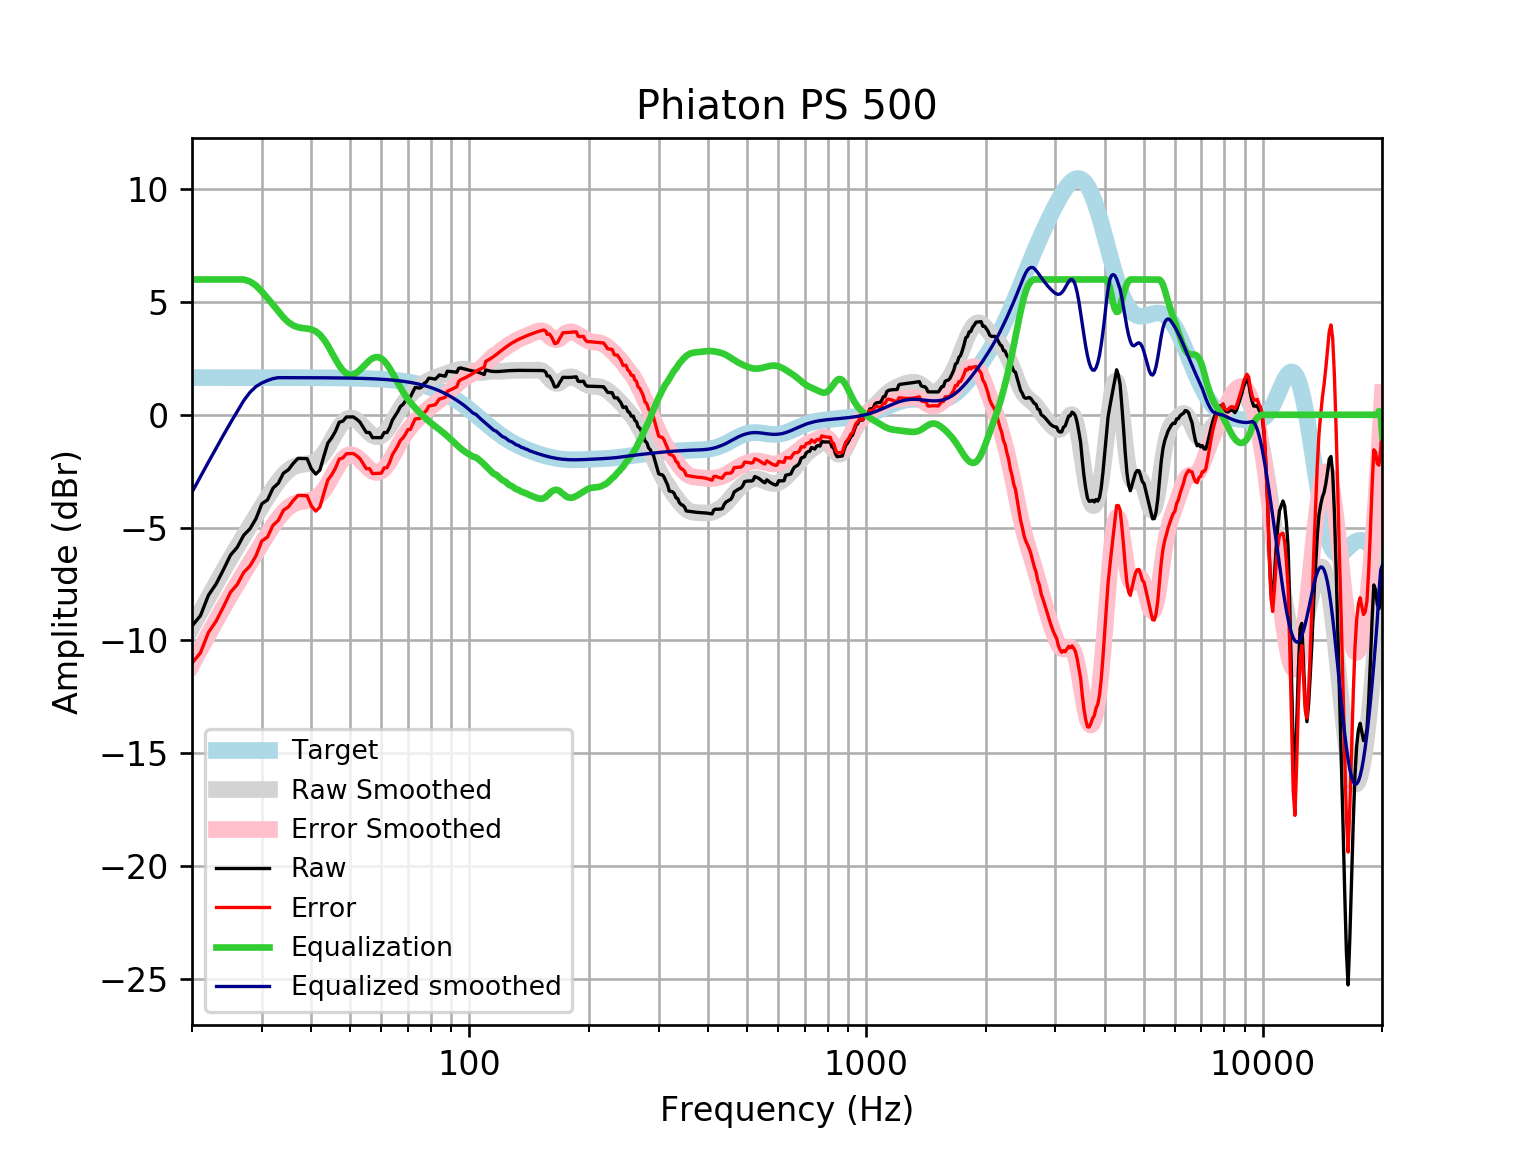 Phiaton PS 500
10
5
0
−5
−10
−15
−20
−25
Amplitude (dBr)
Target
Raw Smoothed
Error Smoothed
Raw
Error
Equalization
Equalized smoothed
100 1000 10000
Frequency (Hz)